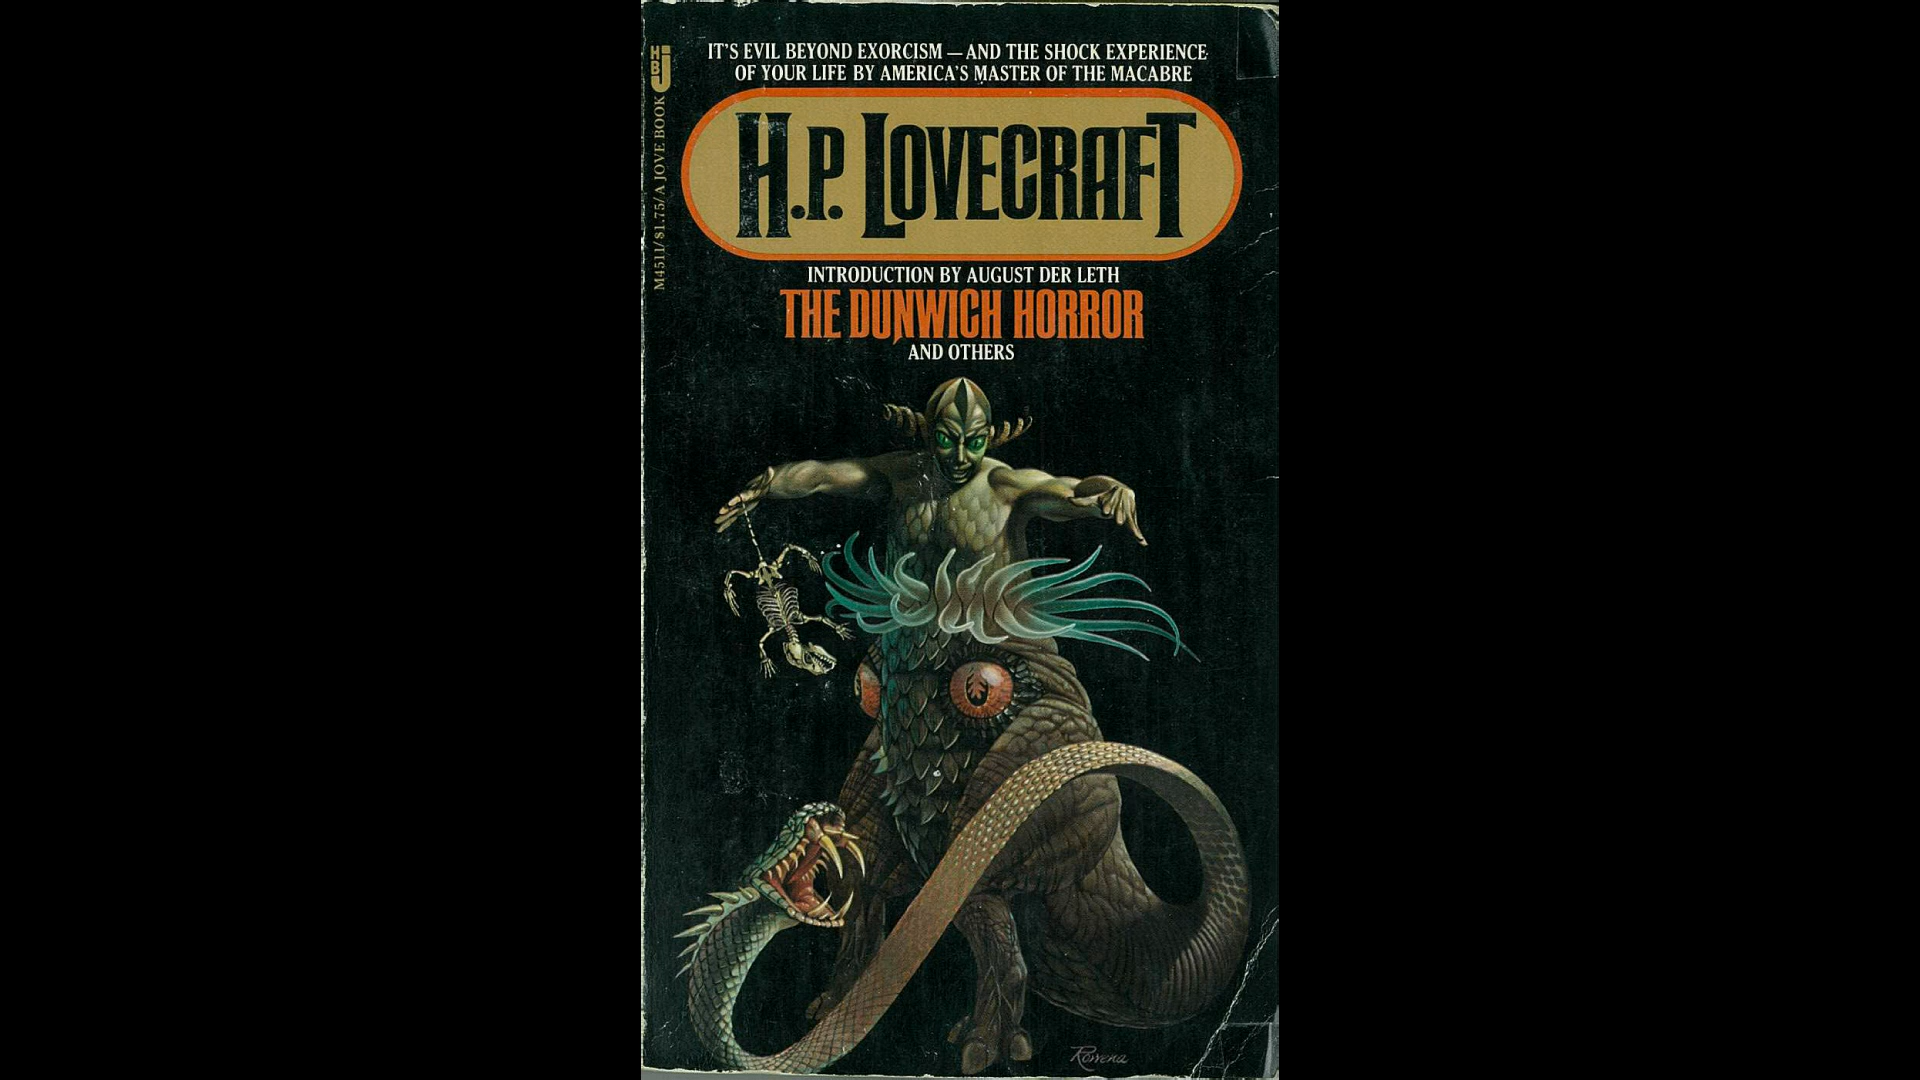 IT'S EVIL BEYOND EXORCISM — AND THE SHOCK EXPERIENCE
OF YOUR LIFE BY AMERICA'S MASTER OF THE MACABRE
HBJ
M4511/$1.75/A JOVE BOOK
H.P. LOVECRAFT
INTRODUCTION BY AUGUST DER LETH
THE DUNWICH HORROR
AND OTHERS
Rowena